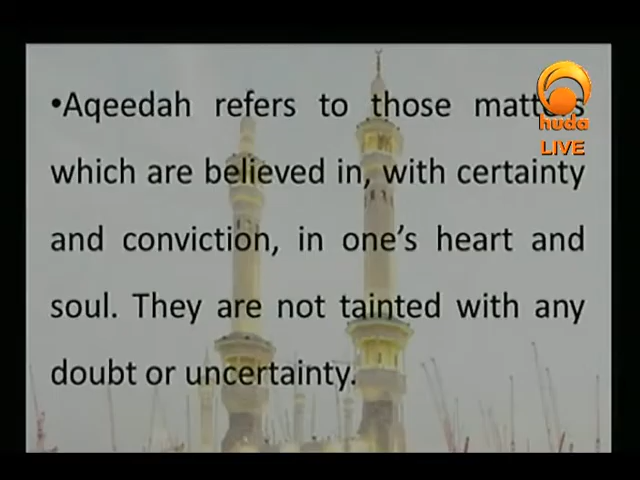 •Aqeedah refers to those matters
which are believed in, with certainty
and conviction, in one's heart and
soul. They are not tainted with any
doubt or uncertainty.
huda
LIVE